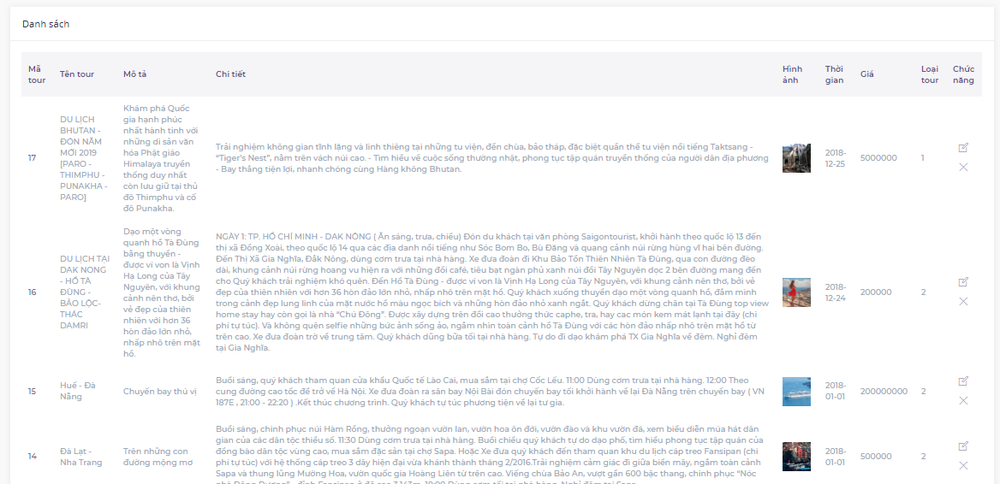 Danh sách
Mã tour
Tên tour
Mô tả
Chi tiết
Hình ảnh
Thời gian
Giá
Loại tour
Chức năng
17
DU LỊCH
BHUTAN -
ĐÓN NĂM
MỚI 2019
[PARO -
THIMPHU -
PUNAKHA -
PARO]
Khám phá Quốc
gia hạnh phúc
nhất hành tinh với
những di sản văn
hóa Phật giáo
Himalaya truyền
thống duy nhất
còn lưu giữ tại thủ
đô Thimphu và cố
đô Punakha.
Trải nghiệm không gian tĩnh lặng và linh thiêng tại những tu viện, đền chùa, bảo tháp, đặc biệt quần thể tu viện nổi tiếng Taktsang -
“Tiger’s Nest”, nằm trên vách núi cao. - Tìm hiểu về cuộc sống thường nhật, phong tục tập quán truyền thống của người dân địa phương
- Bay thẳng tiện lợi, nhanh chóng cùng Hàng không Bhutan.
2018-
12-25
5000000
1
16
DU LỊCH TẠI
DAK NONG
- HỒ TÀ
ĐÙNG -
BẢO LỘC-
THÁC
DAMRI
Dạo một vòng
quanh hồ Tà Đùng
bằng thuyền -
được ví von là Vịnh
Hạ Long của Tây
Nguyên, với khung
cảnh nên thơ, bởi
vẻ đẹp của thiên
nhiên với hơn 36
hòn đảo lớn nhỏ,
nhấp nhô trên mặt
hồ.
NGÀY 1: TP. HỒ CHÍ MINH - DAK NÔNG ( Ăn sáng, trưa, chiều) Đón du khách tại văn phòng Saigontourist, khởi hành theo quốc lộ 13 đến
thị xã Đồng Xoài, theo quốc lộ 14 qua các địa danh nổi tiếng như Sóc Bom Bo, Bù Đăng và quang cảnh núi rừng hùng vĩ hai bên đường.
Đến Thị Xã Gia Nghĩa, Đắk Nông, dùng cơm trưa tại nhà hàng. Xe đưa đoàn đi Khu Bảo Tồn Thiên Nhiên Tà Đùng, qua con đường đèo
dài, khung cảnh núi rừng hoang vu hiện ra với những đồi café, tiêu bạt ngàn phủ xanh núi đồi Tây Nguyên dọc 2 bên đường mang đến
cho Quý khách trải nghiệm khó quên. Đến Hồ Tà Đùng - được ví von là Vịnh Hạ Long của Tây Nguyên, với khung cảnh nên thơ, bởi vẻ
đẹp của thiên nhiên với hơn 36 hòn đảo lớn nhỏ, nhấp nhô trên mặt hồ. Quý khách xuống thuyền dạo một vòng quanh hồ, đắm mình
trong cảnh đẹp lung linh của mặt nước hồ màu ngọc bích và những hòn đảo nhỏ xanh ngắt. Quý khách dừng chân tại Tà Đùng top view
home stay hay còn gọi là nhà “Chú Đông”. Được xây dựng trên đồi cao thưởng thức caphe, tra, hay cac món kem mát lạnh tại đây (chi
phí tự túc). Và không quên selfie những bức ảnh sống ảo, ngắm nhìn toàn cảnh hồ Tà Đùng với các hòn đảo nhấp nhô trên mặt hồ từ
trên cao. Xe đưa đoàn trở về trung tâm. Quý khách dùng bữa tối tại nhà hàng. Tự do đi dạo khám phá TX Gia Nghĩa về đêm. Nghỉ đêm
tại Gia Nghĩa.
2018-
12-24
200000
2
15
Huế - Đà
Nẵng
Chuyến bay thú vị
Buổi sáng, quý khách tham quan cửa khẩu Quốc tế Lào Cai, mua sắm tại chợ Cốc Lếu. 11:00 Dùng cơm trưa tại nhà hàng. 12:00 Theo
cung đường cao tốc để trở về Hà Nội. Xe đưa đoàn ra sân bay Nội Bài đón chuyến bay tối khởi hành về lại Đà Nẵng trên chuyến bay ( VN
187E , 21:00 - 22:20 ) .Kết thúc chương trình. Quý khách tự túc phương tiện về lại tư gia.
2018-
01-01
200000000
2
14
Đà Lạt -
Nha Trang
Trên những con
đường mộng mơ
Buổi sáng, chinh phục núi Hàm Rồng, thưởng ngoạn vườn lan, vườn hoa ôn đới, vườn đào và khu vườn đá, xem biểu diễn múa hát dân
gian của các dân tộc thiểu số. 11:30 Dùng cơm trưa tại nhà hàng. Buổi chiều quý khách tự do dạo phố, tìm hiểu phong tục tập quán của
đồng bào dân tộc vùng cao, mua sắm đặc sản tại chợ Sapa. Hoặc Xe đưa quý khách đến tham quan khu du lịch cáp treo Fansipan (chi
phí tự túc) với hệ thống cáp treo 3 dây hiện đại vừa khánh thành tháng 2/2016.Trải nghiệm cảm giác đi giữa biển mây, ngắm toàn cảnh
Sapa và thung lũng Mường Hoa, vườn quốc gia Hoàng Liên từ trên cao. Viếng chùa Bảo An, vượt gần 600 bậc thang, chinh phục “Nóc
nhà Đông Dương” - đỉnh Fansipan ở độ cao 3.143m. 18:00 Dùng cơm tối tại nhà hàng. Nghỉ đêm tại Sapa.
2018-
01-01
500000
2